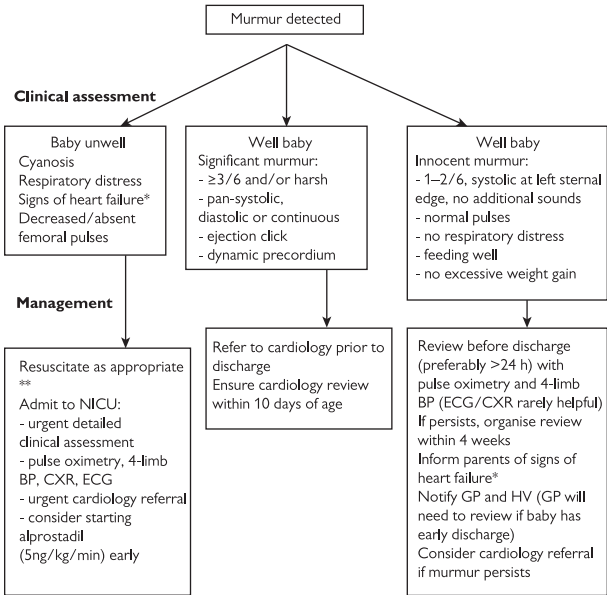 Murmur detected
Clinical assessment
Baby unwell
Cyanosis
Respiratory distress
Signs of heart failure*
Decreased/absent
femoral pulses
Well baby
Significant murmur:
- ≥3/6 and/or harsh
- pan-systolic,
diastolic or continuous
- ejection click
- dynamic precordium
Well baby
Innocent murmur:
- 1–2/6, systolic at left sternal
edge, no additional sounds
- normal pulses
- no respiratory distress
- feeding well
- no excessive weight gain
Management
Resuscitate as appropriate
**
Admit to NICU:
- urgent detailed
clinical assessment
- pulse oximetry, 4-limb
BP, CXR, ECG
- urgent cardiology referral
- consider starting
alprostadil
(5ng/kg/min) early
Refer to cardiology prior to
discharge
Ensure cardiology review
within 10 days of age
Review before discharge
(preferably >24 h) with
pulse oximetry and 4-limb
BP (ECG/CXR rarely helpful)
If persists, organise review
within 4 weeks
Inform parents of signs of
heart failure*
Notify GP and HV (GP will
need to review if baby has
early discharge)
Consider cardiology referral
if murmur persists